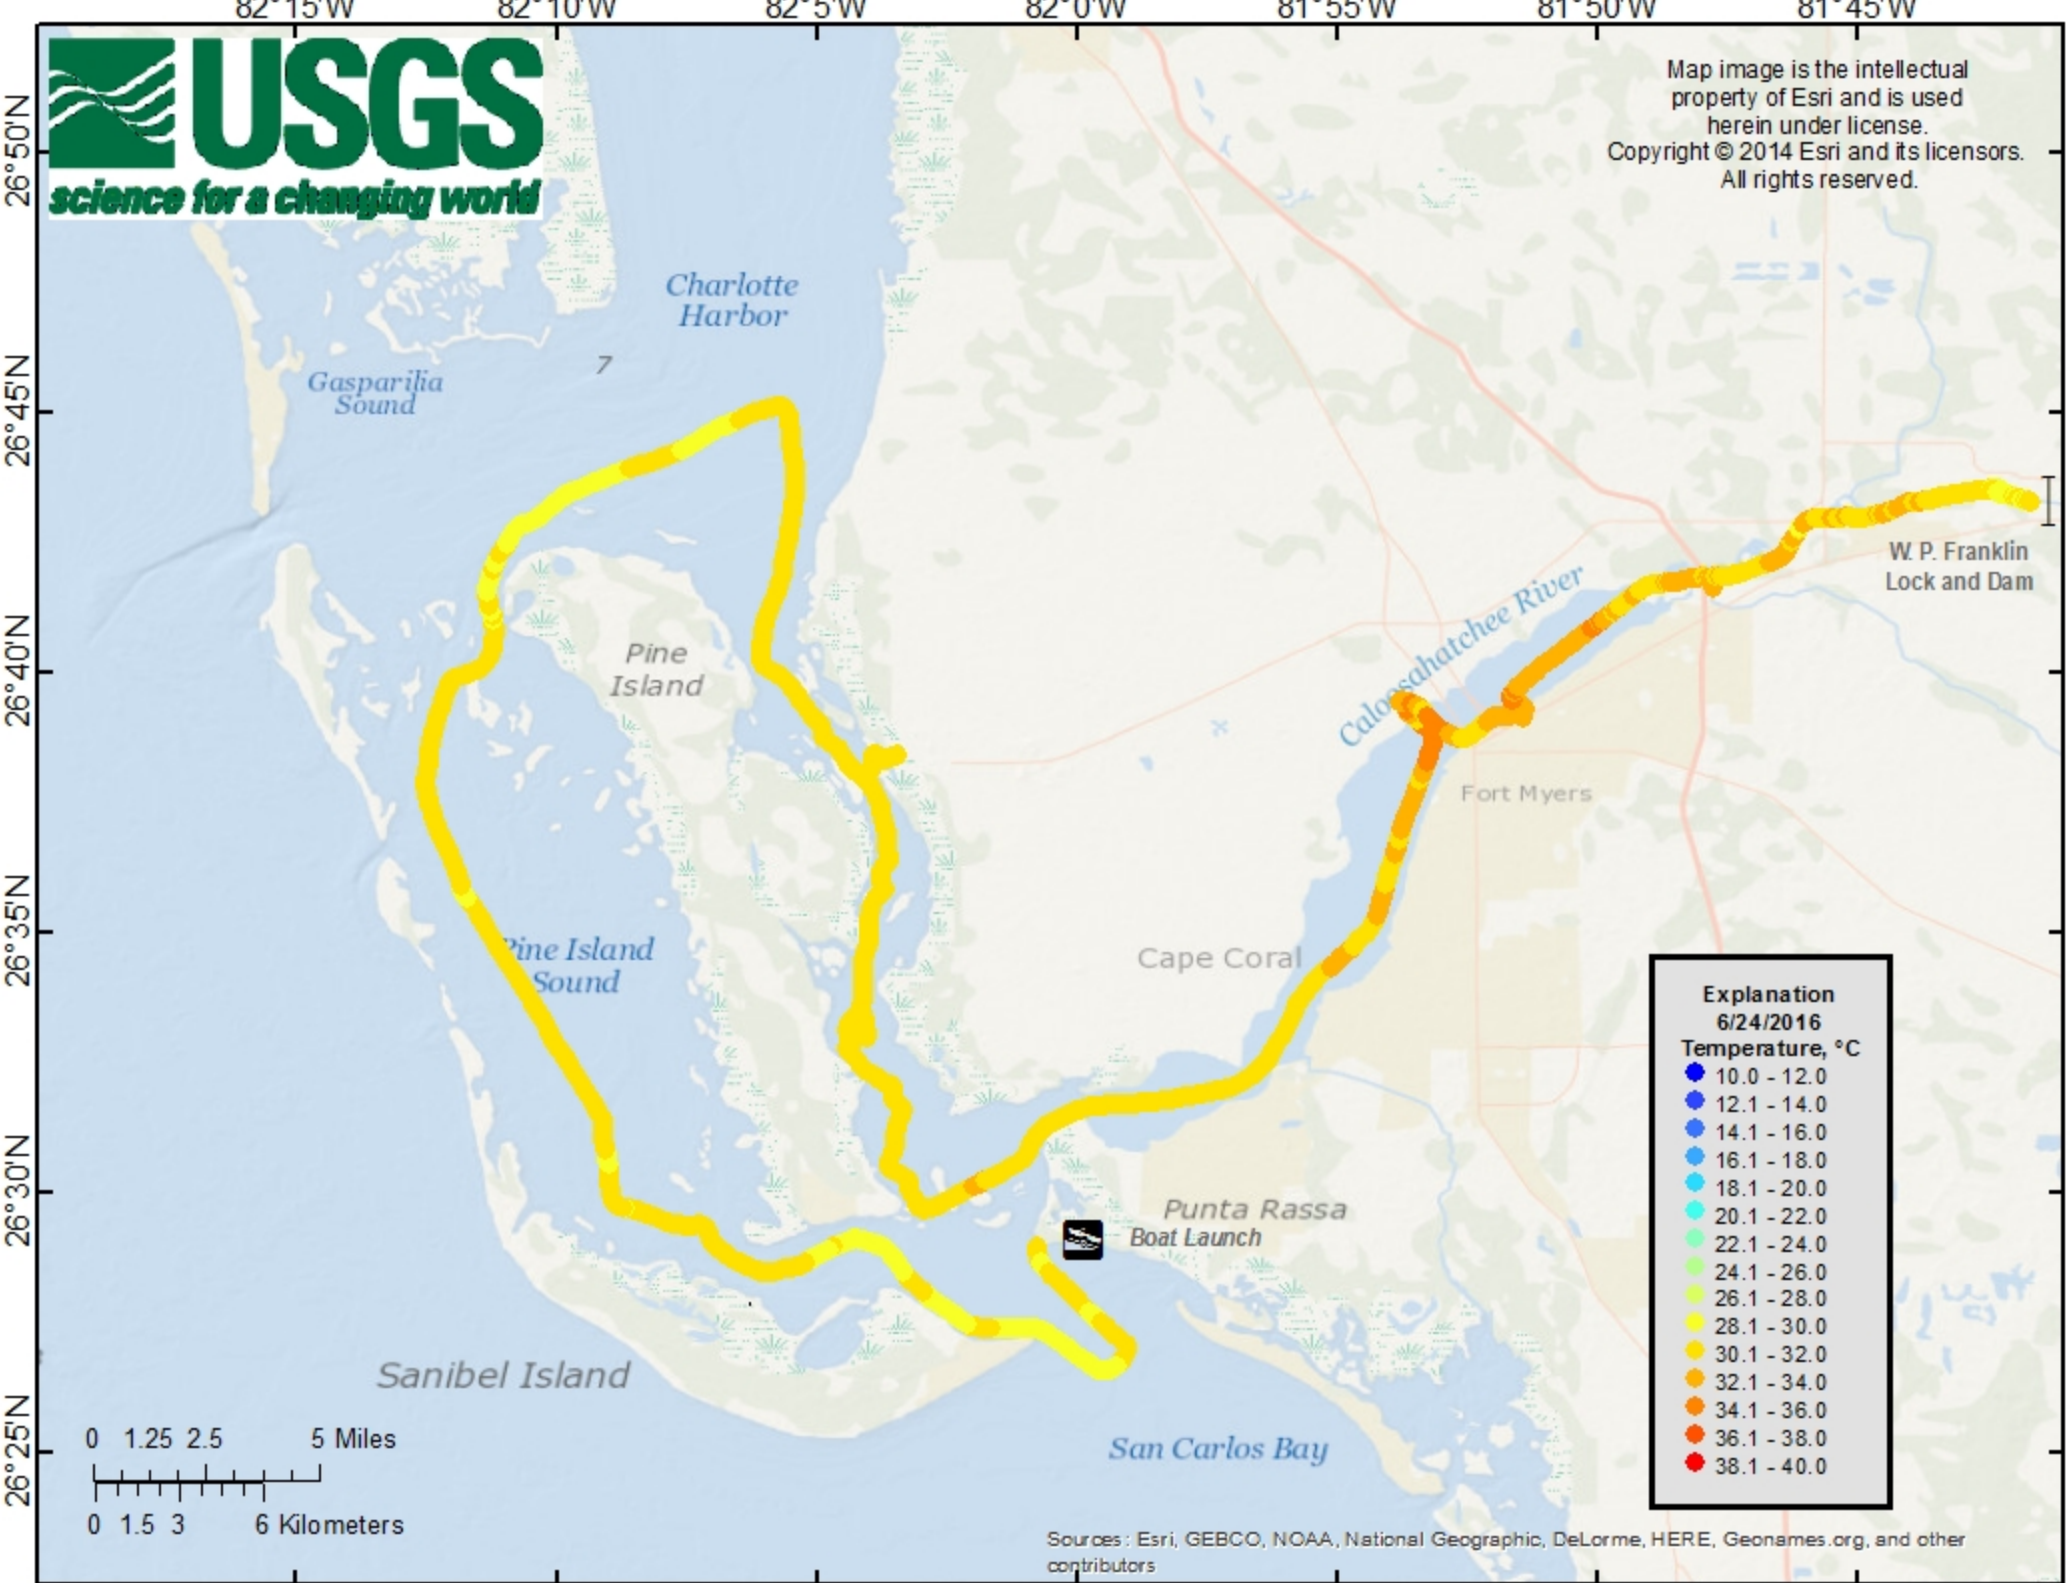 82°15'W 82°10'W 82°5'W 82°0'W 81°55'W 81°50'W 81°45'W
USGS
science for a changing world
Map image is the intellectual
property of Esri and is used
herein under license.
Copyright © 2014 Esri and its licensors.
All rights reserved.
26°50'N
Charlotte
Harbor
7
26°45'N
Gasparilia
Sound
W. P. Franklin
Lock and Dam
Caloosahatchee River
26°40'N
Pine
Island
Fort Myers
26°35'N
Pine Island
Sound
Cape Coral
26°30'N
Punta Rassa
Boat Launch
Sanibel Island
26°25'N
San Carlos Bay
Explanation
6/24/2016
Temperature, °C
10.0 - 12.0
12.1 - 14.0
14.1 - 16.0
16.1 - 18.0
18.1 - 20.0
20.1 - 22.0
22.1 - 24.0
24.1 - 26.0
26.1 - 28.0
28.1 - 30.0
30.1 - 32.0
32.1 - 34.0
34.1 - 36.0
36.1 - 38.0
38.1 - 40.0
0 1.25 2.5 5 Miles
0 1.5 3 6 Kilometers
Sources: Esri, GEBCO, NOAA, National Geographic, DeLorme, HERE, Geonames.org, and other
contributors